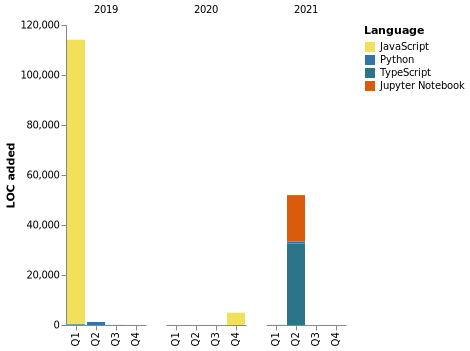 2019 2020 2021
Language
JavaScript
Python
TypeScript
Jupyter Notebook
LOC added
120,000
100,000
80,000
60,000
40,000
20,000
0
Q1 Q2 Q3 Q4 Q1 Q2 Q3 Q4 Q1 Q2 Q3 Q4